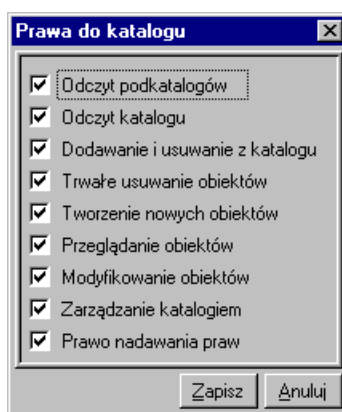 Prawa do katalogu
Odczyt podkatalogów
Odczyt katalogu
Dodawanie i usuwanie z katalogu
Trwałe usuwanie obiektów
Tworzenie nowych obiektów
Przeglądanie obiektów
Modyfikowanie obiektów
Zarządzanie katalogiem
Prawo nadawania praw
Zapisz Anuluj